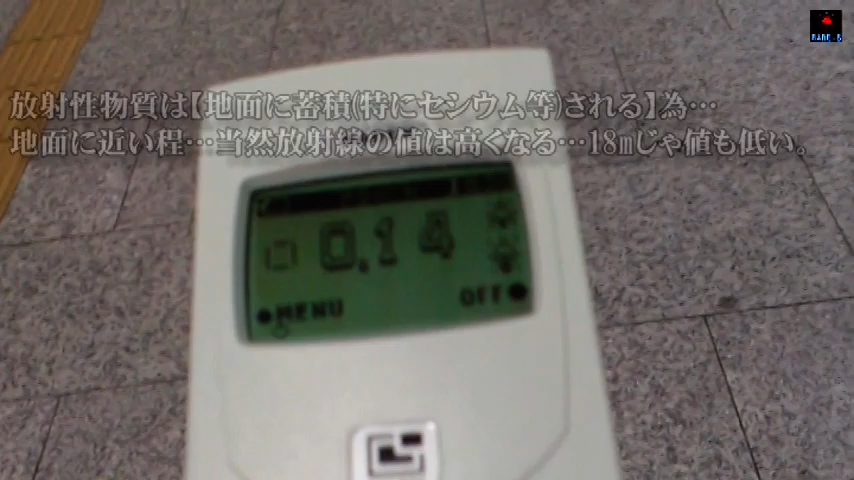 放射性物質は【地面に蓄積(特にセシウム等)される】為…
地面に近い程…当然放射線の値は高くなる…18mじゃ値も低い。
0.14
MENU
OFF